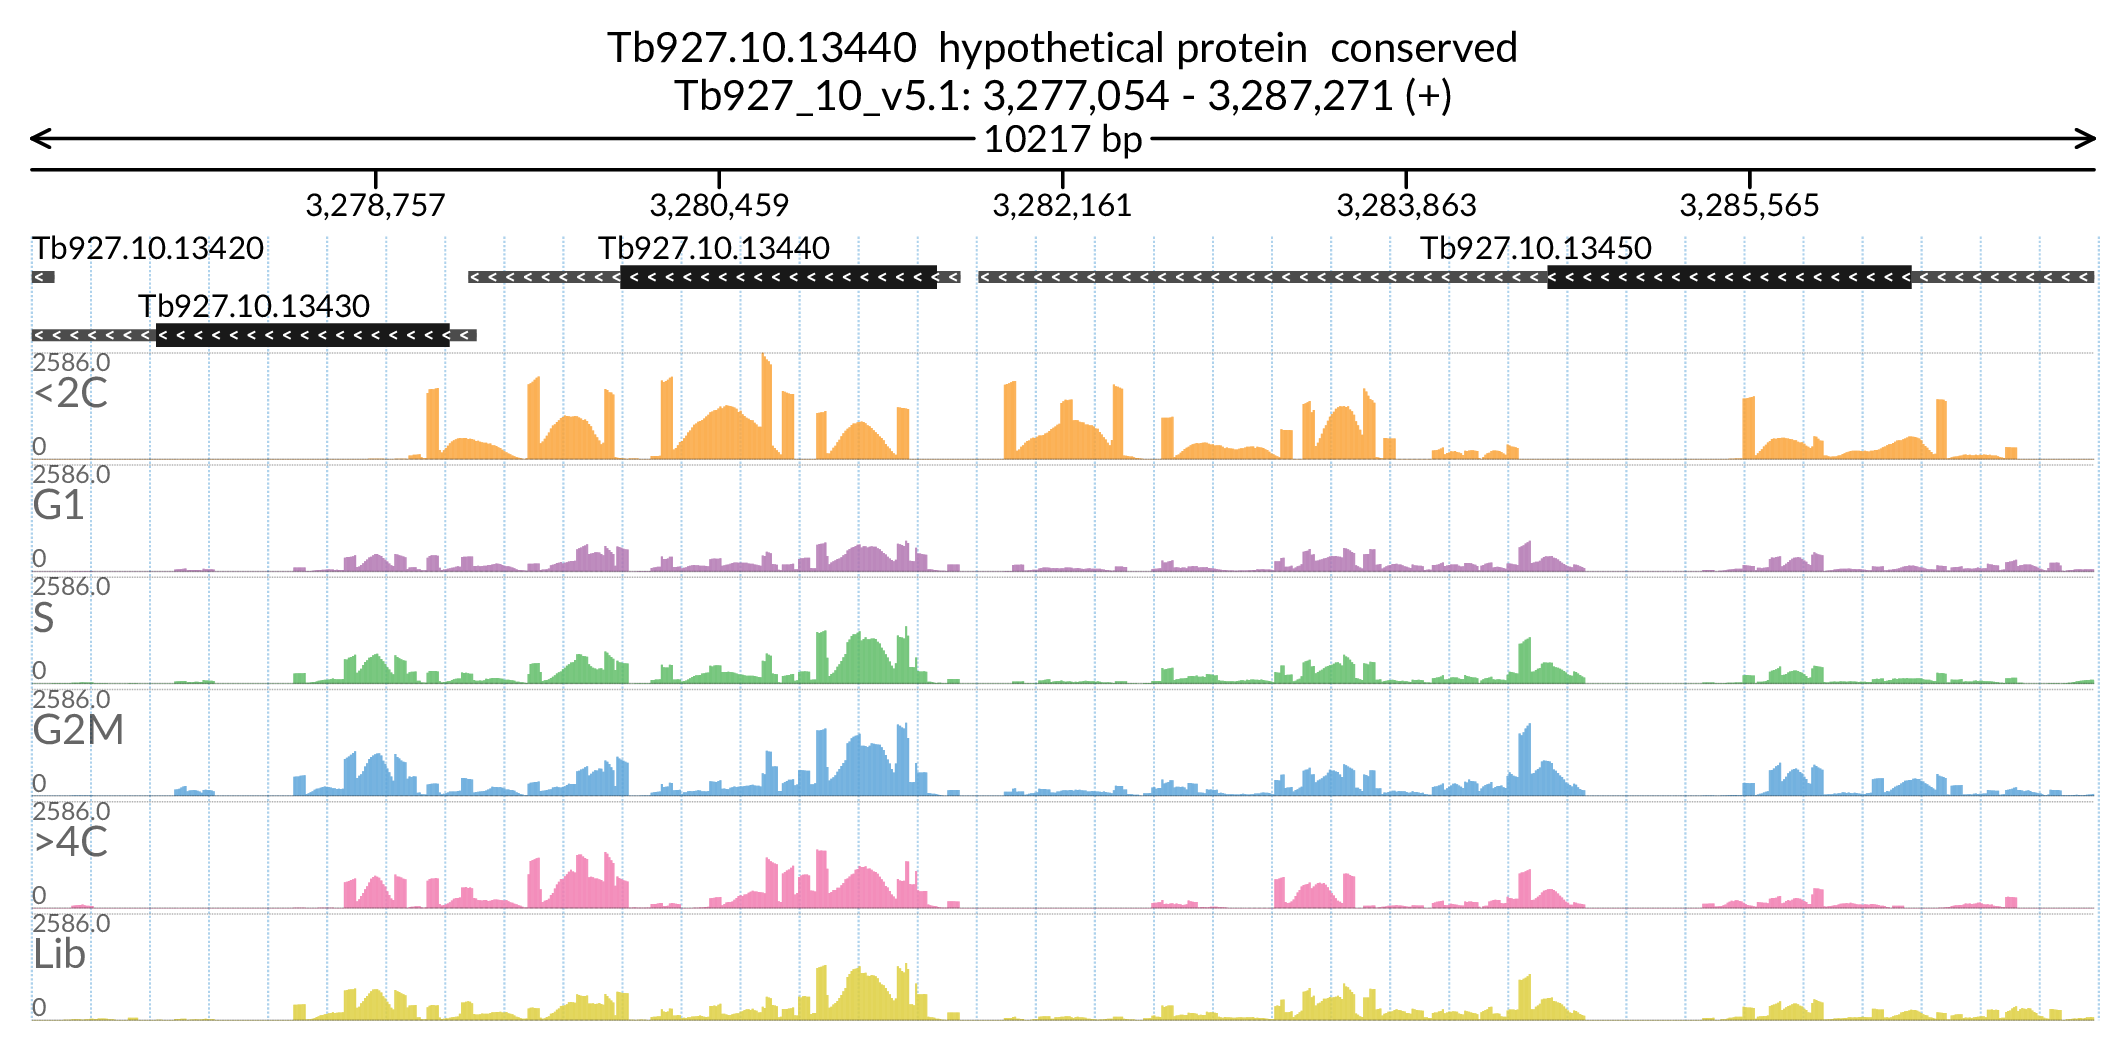 Tb927.10.13440  hypothetical protein  conserved
Tb927_10_v5.1: 3,277,054 - 3,287,271 (+)
10217 bp
3,278,757 3,280,459 3,282,161 3,283,863 3,285,565
Tb927.10.13420 Tb927.10.13440 Tb927.10.13450
Tb927.10.13430
2586.0
<2C
0
2586.0
G1
0
2586.0
S
0
2586.0
G2M
0
2586.0
>4C
0
2586.0
Lib
0